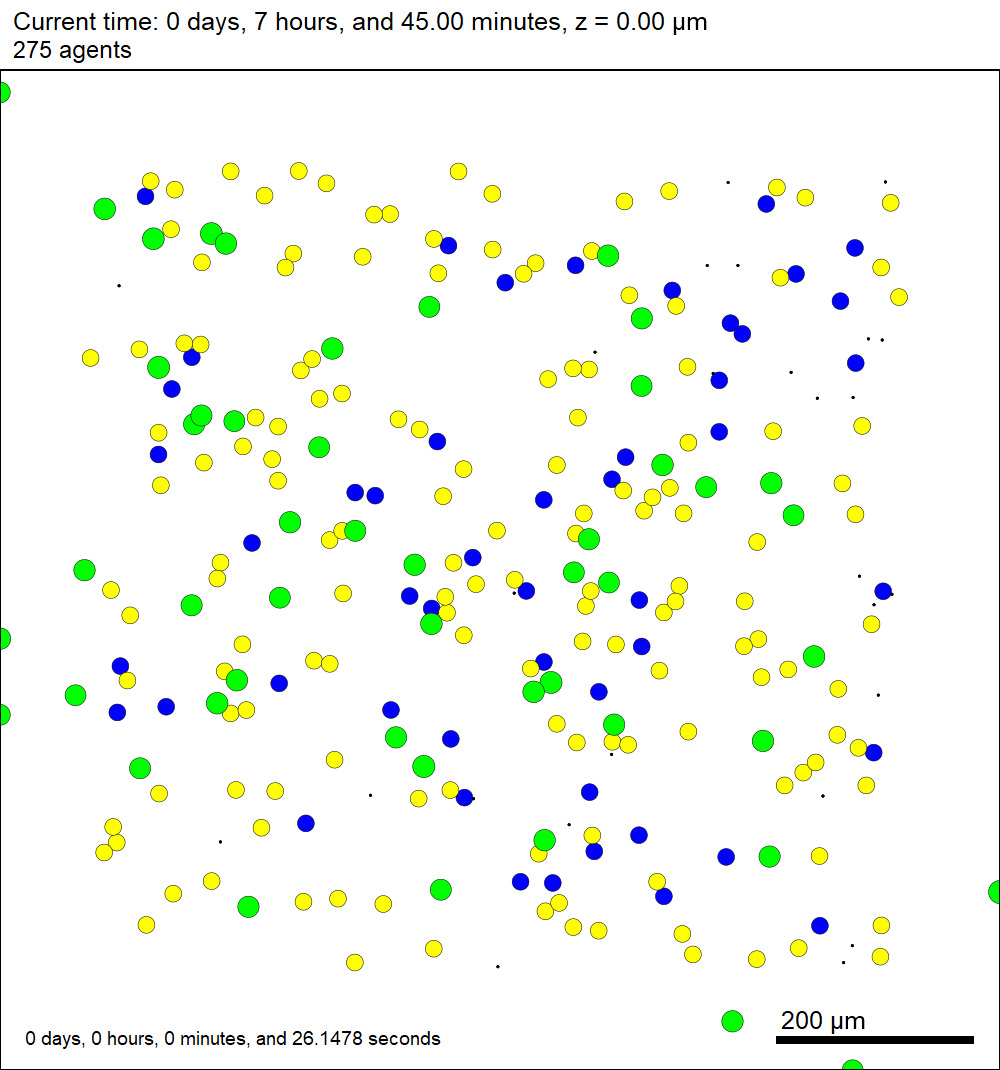 Current time: 0 days, 7 hours, and 45.00 minutes, z = 0.00 µm
275 agents
200 µm
0 days, 0 hours, 0 minutes, and 26.1478 seconds